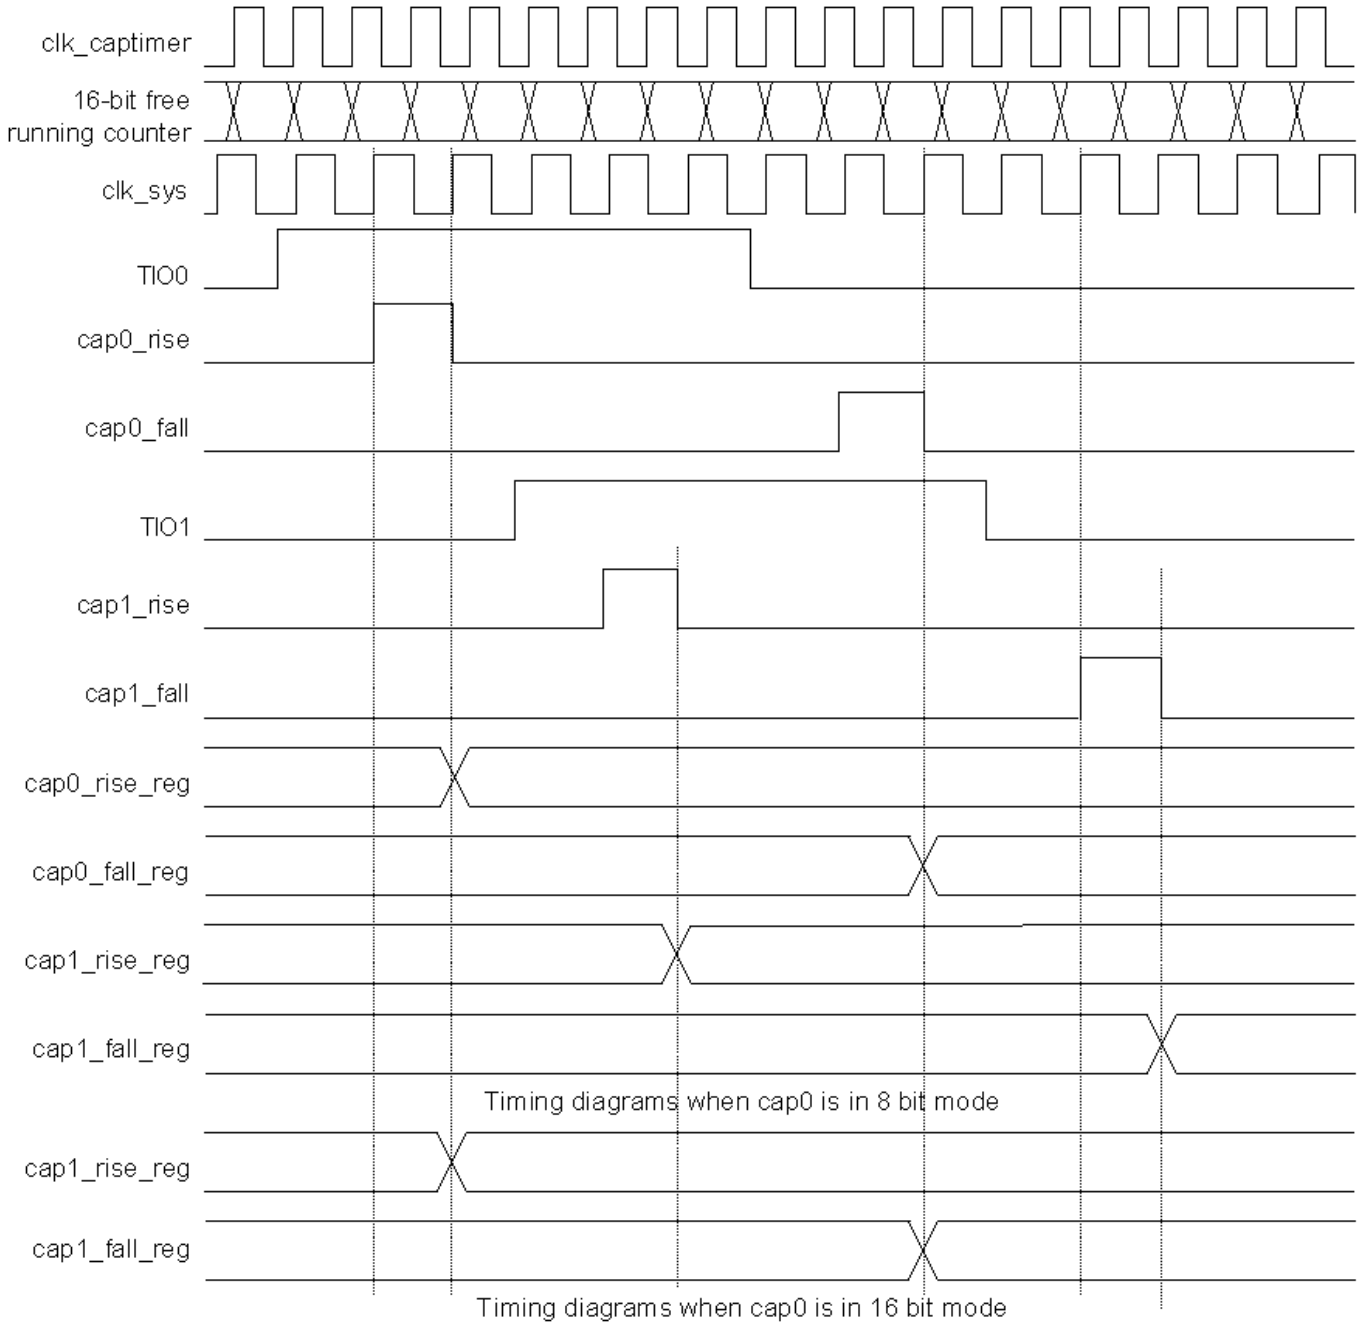 clk_captimer
16-bit free
running counter
clk_sys
TIO0
cap0_rise
cap0_fall
TIO1
cap1_rise
cap1_fall
cap0_rise_reg
cap0_fall_reg
cap1_rise_reg
cap1_fall_reg
Timing diagrams when cap0 is in 8 bit mode
cap1_rise_reg
cap1_fall_reg
Timing diagrams when cap0 is in 16 bit mode